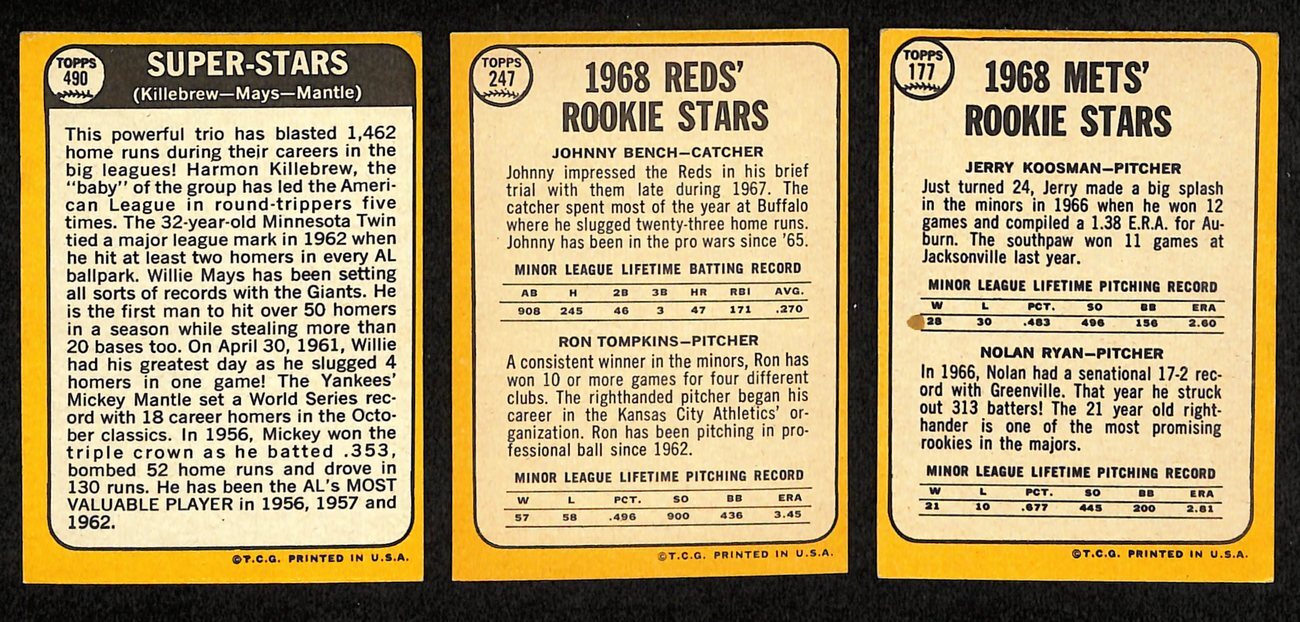 TOPPS
490
SUPER-STARS
(Killebrew—Mays—Mantle)
This powerful trio has blasted 1,462
home runs during their careers in the
big leagues! Harmon Killebrew, the
"baby" of the group has led the Ameri-
can League in round-trippers five
times. The 32-year-old Minnesota Twin
tied a major league mark in 1962 when
he hit at least two homers in every AL
ballpark. Willie Mays has been setting
all sorts of records with the Giants. He
is the first man to hit over 50 homers
in a season while stealing more than
20 bases too. On April 30, 1961, Willie
had his greatest day as he slugged 4
homers in one game! The Yankees'
Mickey Mantle set a World Series rec-
ord with 18 career homers in the Octo-
ber classics. In 1956, Mickey won the
triple crown as he batted .353,
bombed 52 home runs and drove in
130 runs. He has been the AL's MOST
VALUABLE PLAYER in 1956, 1957 and
1962.
©T.C.G. PRINTED IN U.S.A.
TOPPS
247
1968 REDS'
ROOKIE STARS
JOHNNY BENCH—CATCHER
Johnny impressed the Reds in his brief
trial with them late during 1967. The
catcher spent most of the year at Buffalo
where he slugged twenty-three home runs.
Johnny has been in the pro wars since '65.
MINOR LEAGUE LIFETIME BATTING RECORD
AB H 2B 3B HR RBI AVG.
908 245 46 3 47 171 .270
RON TOMPKINS—PITCHER
A consistent winner in the minors, Ron has
won 10 or more games for four different
clubs. The righthanded pitcher began his
career in the Kansas City Athletics' or-
ganization. Ron has been pitching in pro-
fessional ball since 1962.
MINOR LEAGUE LIFETIME PITCHING RECORD
W L PCT. SO BB ERA
57 58 .496 900 436 3.45
©T.C.G. PRINTED IN U.S.A.
TOPPS
177
1968 METS'
ROOKIE STARS
JERRY KOOSMAN—PITCHER
Just turned 24, Jerry made a big splash
in the minors in 1966 when he won 12
games and compiled a 1.38 E.R.A. for Au-
burn. The southpaw won 11 games at
Jacksonville last year.
MINOR LEAGUE LIFETIME PITCHING RECORD
W L PCT. SO BB ERA
28 30 .483 496 156 2.60
NOLAN RYAN—PITCHER
In 1966, Nolan had a senational 17-2 rec-
ord with Greenville. That year he struck
out 313 batters! The 21 year old right-
hander is one of the most promising
rookies in the majors.
MINOR LEAGUE LIFETIME PITCHING RECORD
W L PCT. SO BB ERA
21 10 .677 445 200 2.81
©T.C.G. PRINTED IN U.S.A.